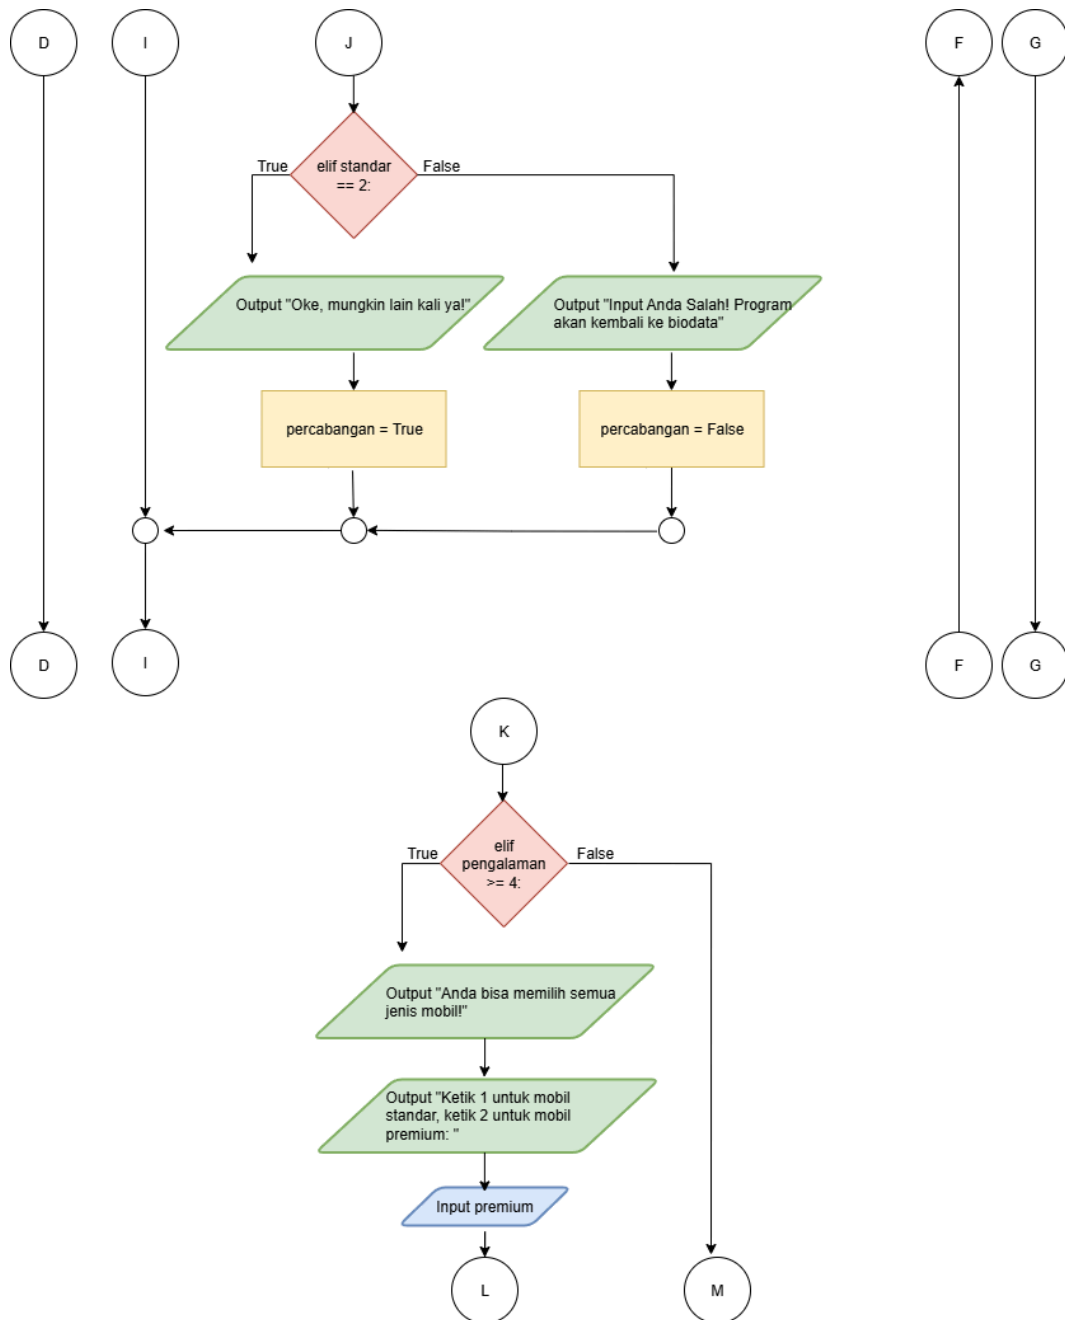 D
I
J
F
G
elif standar
== 2:
True
False
Output "Oke, mungkin lain kali ya!"
Output "Input Anda Salah! Program
akan kembali ke biodata"
percabangan = True
percabangan = False
D
I
F
G
K
elif
pengalaman
>= 4:
True
False
Output "Anda bisa memilih semua
jenis mobil!"
Output "Ketik 1 untuk mobil
standar, ketik 2 untuk mobil
premium: "
Input premium
L
M